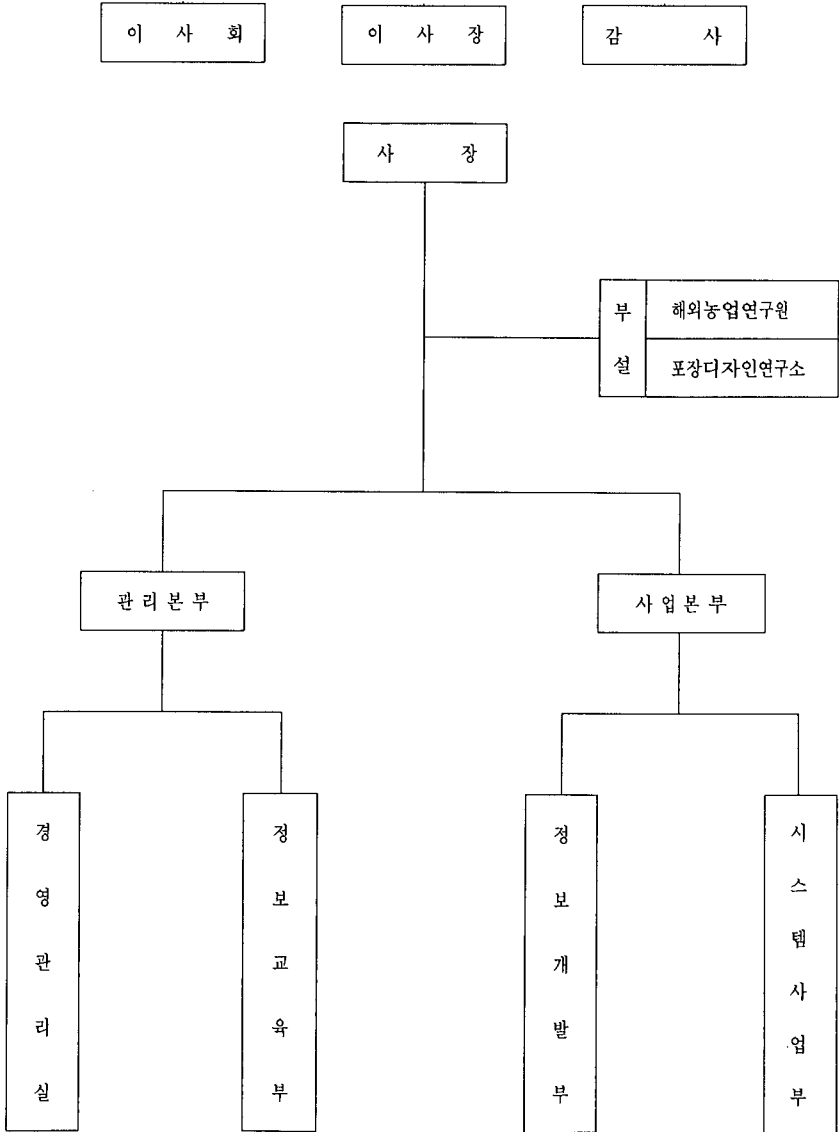 이 사 회
이 사 장
감 사
사 장
부 설
해외농업연구원
포장디자인연구소
관리본부
사업본부
경영관리실
정보교육부
정보개발부
시스템사업부